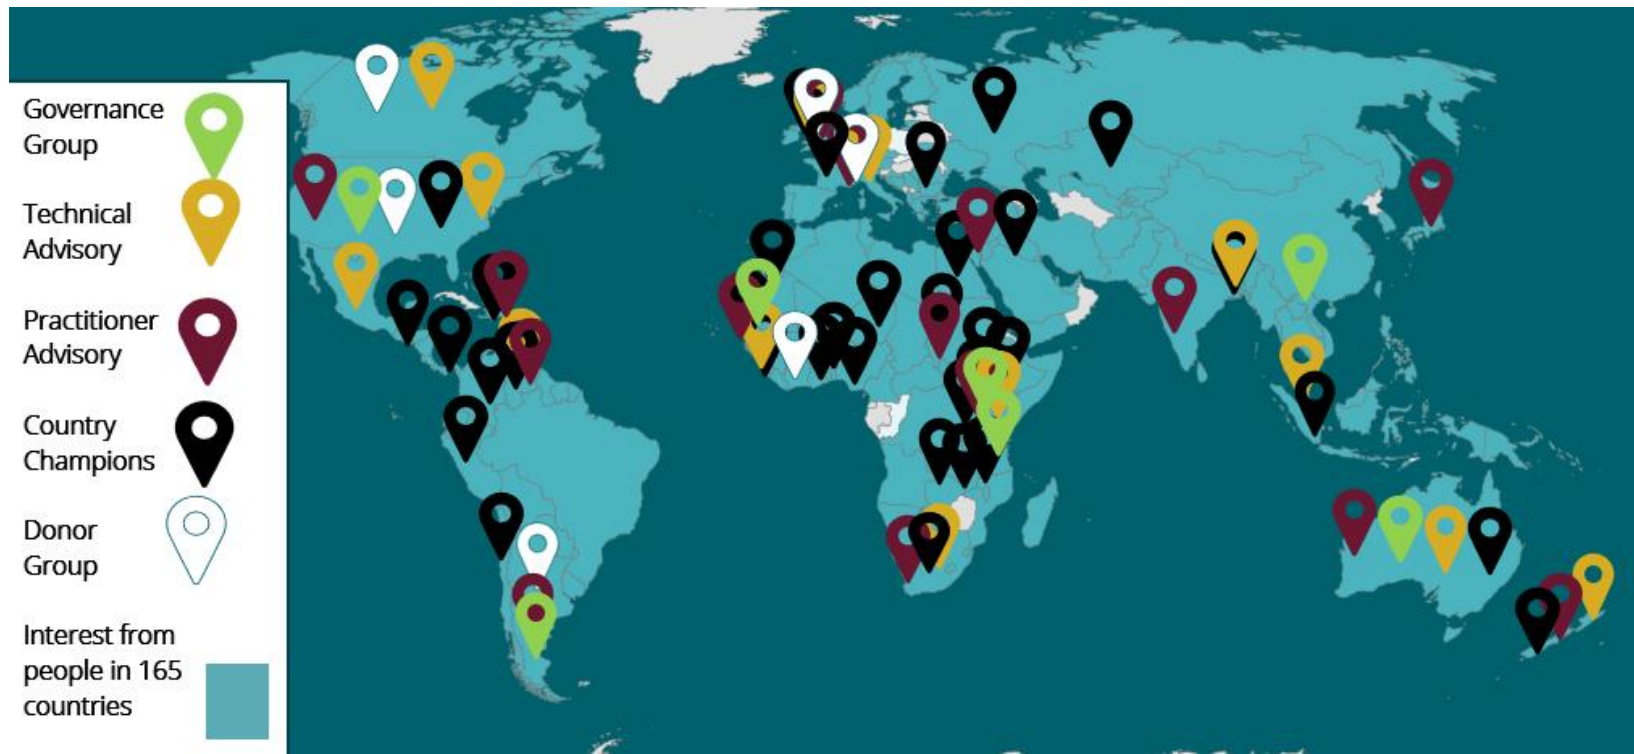 Governance
Group
Technical
Advisory
Practitioner
Advisory
Country
Champions
Donor
Group
Interest from
people in 165
countries